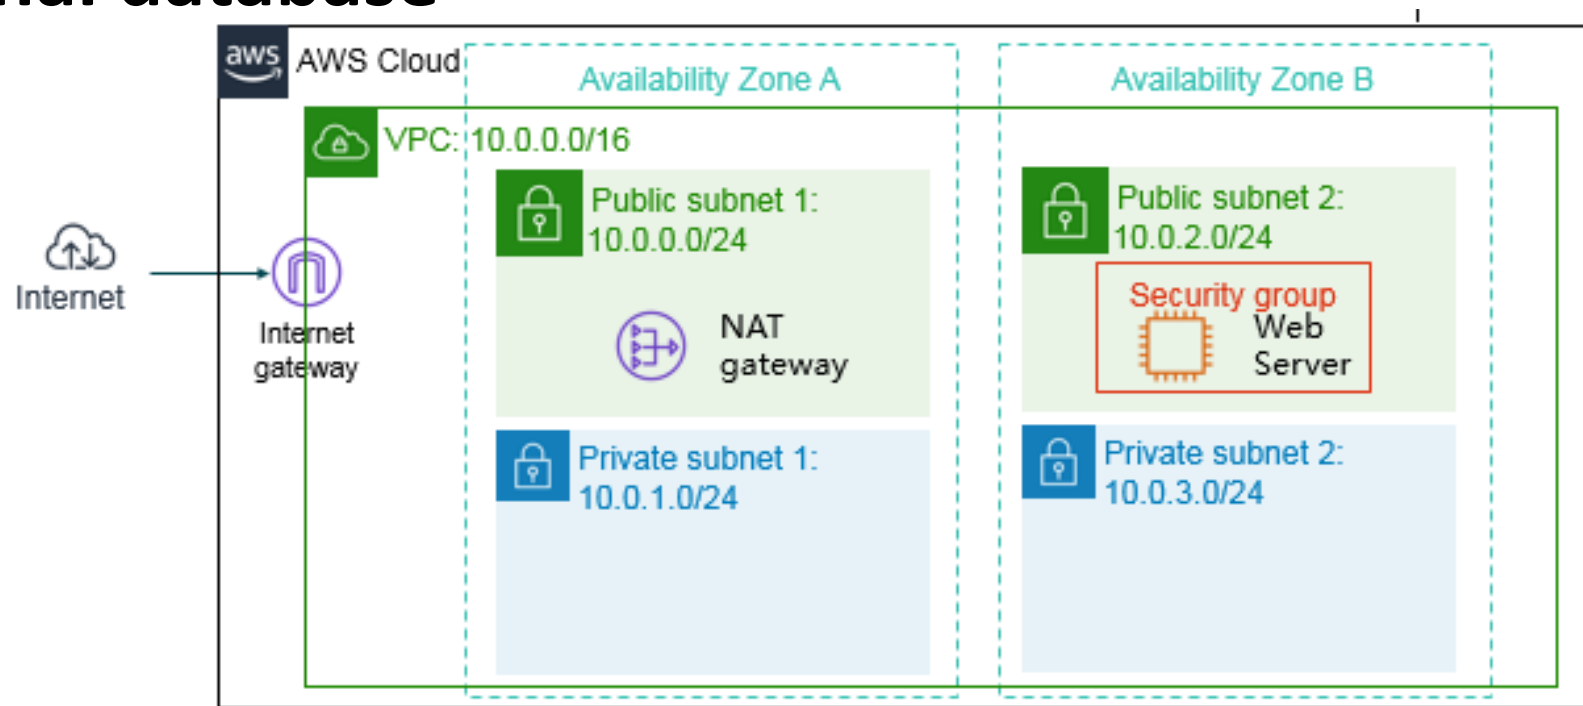 database
aws
AWS Cloud
Availability Zone A
Availability Zone B
VPC: 10.0.0.0/16
Public subnet 1:
10.0.0.0/24
Public subnet 2:
10.0.2.0/24
Internet
Internet
gateway
NAT
gateway
Security group
Web
Server
Private subnet 1:
10.0.1.0/24
Private subnet 2:
10.0.3.0/24